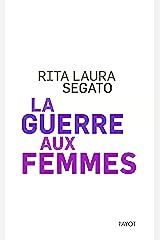 RITA LAURA
SEGATO
LA
GUERRE
AUX
FEMMES
PAYOT